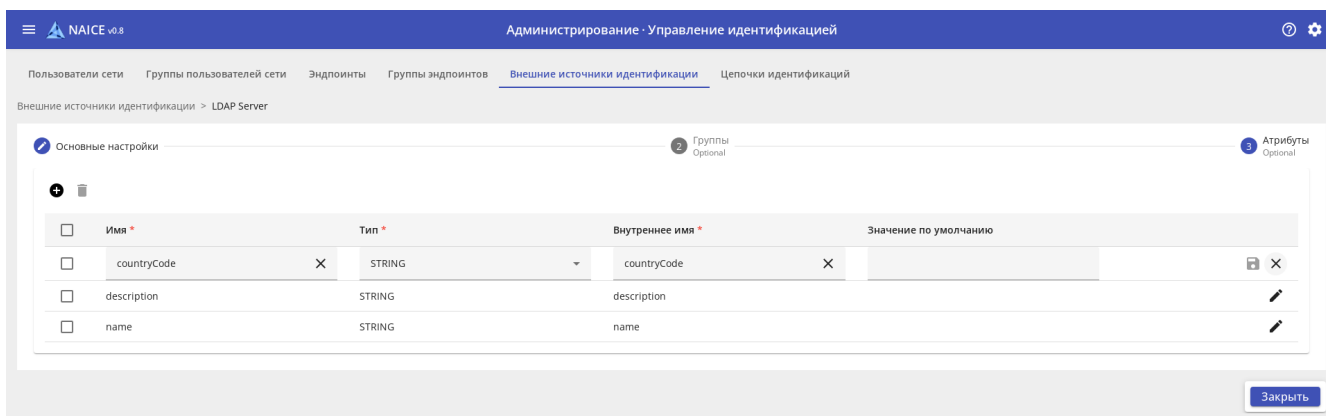 NAICE v0.8
Администрирование · Управление идентификацией
Пользователи сети Группы пользователей сети Эндпоинты Группы эндпоинтов Внешние источники идентификации Цепочки идентификаций
Внешние источники идентификации > LDAP Server
Основные настройки 2 Группы Optional 3 Атрибуты Optional
Имя * Тип * Внутреннее имя * Значение по умолчанию
countryCode STRING countryCode
description STRING description
name STRING name
Закрыть